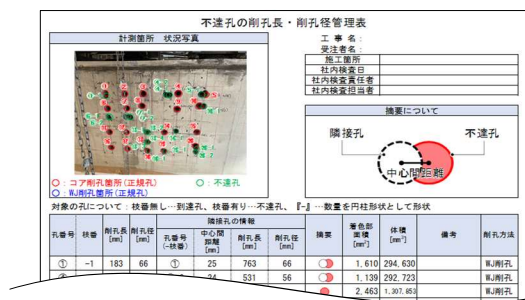 不達孔の削孔長・削孔径管理表
計測箇所　状況写真
工 事 名：
受注者名：
施工箇所
社内検査日
社内検査責任者
社内検査担当者
摘要について
隣接孔
不達孔
中心間距離
○：コア削孔箇所(正規孔)
○：不達孔
○：WJ削孔箇所(正規孔)
対象の孔について：枝番無し…到達孔、枝番有り…不達孔、『-』…数量を円柱形状として形状
孔番号 枝番 削孔長[mm] 削孔径[mm] 隣接孔の情報 孔番号(-枝番) 中心間距離[mm] 削孔長[mm] 削孔径[mm] 摘要 着色部面積[mm²] 体積[mm³] 備考 削孔方法
① -1 183 66 ① 25 763 66 1,610 294,630 WJ削孔
24 531 56 1,139 292,723 WJ削孔
2,463 1,307,853 WJ削孔